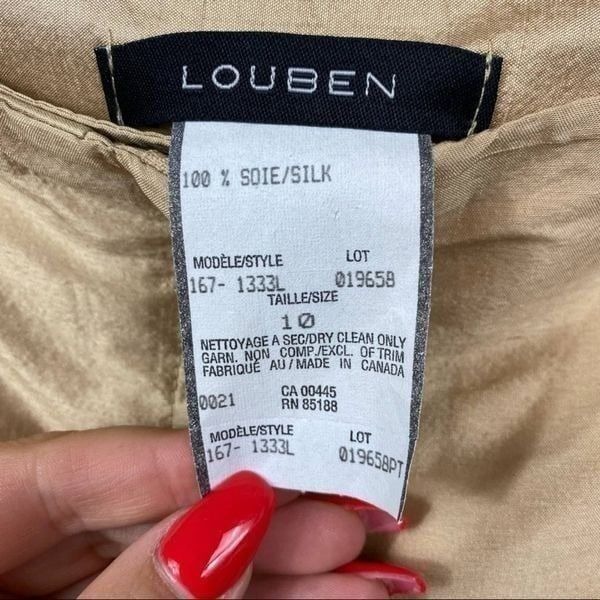 LOUBEN
100 % SOIE/SILK
MODÈLE/STYLE LOT
167- 1333L 019658
TAILLE/SIZE
10
NETTOYAGE A SEC/DRY CLEAN ONLY
GARN. NON COMP./EXCL. OF TRIM
FABRIQUÉ AU/MADE IN CANADA
CA 00445
0021 RN 85188
MODÈLE/STYLE LOT
167- 1333L 019658PT